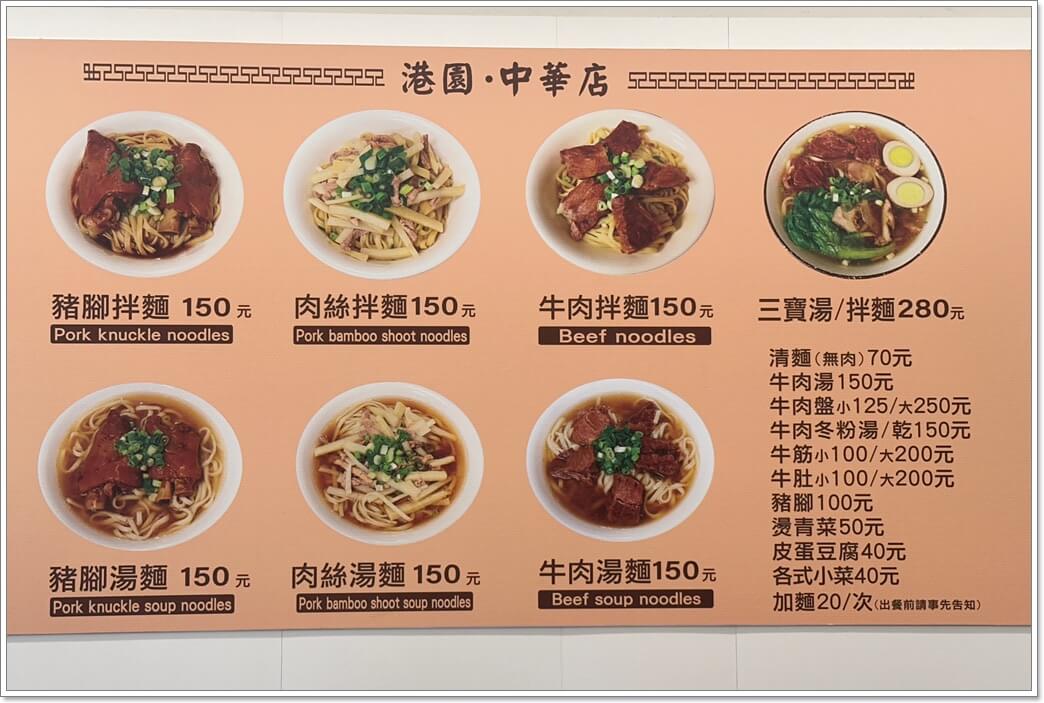 港園·中華店
豬腳拌麵 150元
Pork knuckle noodles
肉絲拌麵150元
Pork bamboo shoot noodles
牛肉拌麵150元
Beef noodles
三寶湯/拌麵280元
豬腳湯麵 150元
Pork knuckle soup noodles
肉絲湯麵 150元
Pork bamboo shoot soup noodles
牛肉湯麵150元
Beef soup noodles
清麵(無肉)70元
牛肉湯150元
牛肉盤小125/大250元
牛肉冬粉湯/乾150元
牛筋小100/大200元
牛肚小100/大200元
豬腳100元
燙青菜50元
皮蛋豆腐40元
各式小菜40元
加麵20/次(出餐前請事先告知)